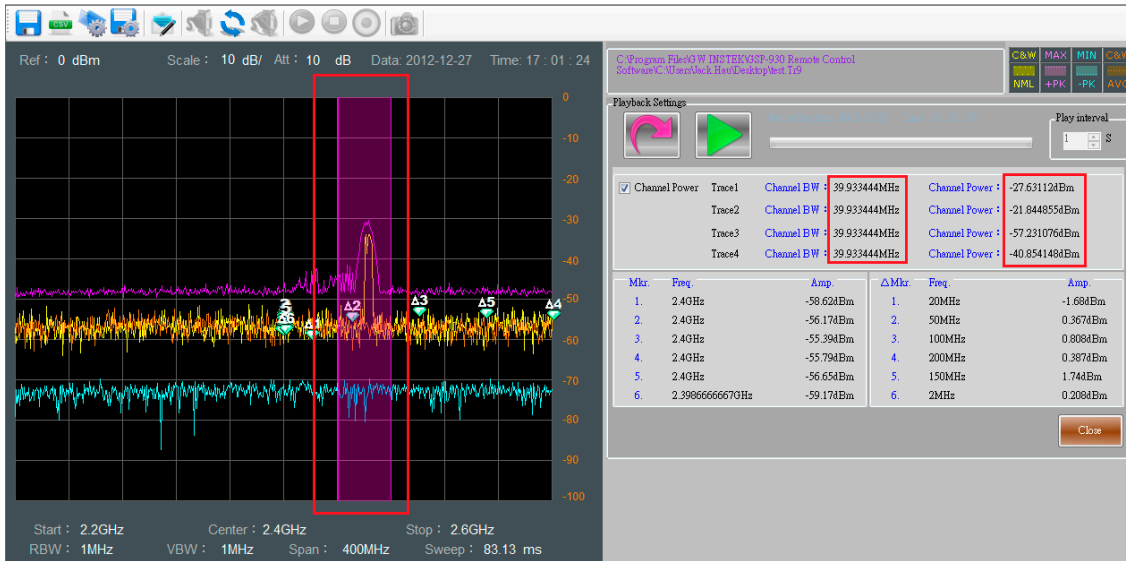 CSV
Ref : 0 dBm Scale : 10 dB/ Att : 10 dB Data: 2012-12-27 Time: 17 : 01 : 24
0
-10
-20
-30
-40
-50
-60
-70
-80
-90
-100
Δ2
Δ3
Δ5
Δ4
Start : 2.2GHz Center : 2.4GHz Stop : 2.6GHz
RBW : 1MHz VBW : 1MHz Span : 400MHz Sweep : 83.13 ms
C:\Program Files\GW INSTEK\GSP-930 Remote Control
Software\C:\Users\Jack.Hau\Desktop\test.Tr9
C&W MAX MIN C&W
NML +PK -PK AVG
Playback Settings
Play interval
1 S
Channel Power Trace1 Channel BW : 39.933444MHz Channel Power : -27.63112dBm
Trace2 Channel BW : 39.933444MHz Channel Power : -21.844855dBm
Trace3 Channel BW : 39.933444MHz Channel Power : -57.231076dBm
Trace4 Channel BW : 39.933444MHz Channel Power : -40.854148dBm
Mkr. Freq. Amp. ΔMkr. Freq. Amp.
1. 2.4GHz -58.62dBm 1. 20MHz -1.68dBm
2. 2.4GHz -56.17dBm 2. 50MHz 0.367dBm
3. 2.4GHz -55.39dBm 3. 100MHz 0.808dBm
4. 2.4GHz -55.79dBm 4. 200MHz 0.387dBm
5. 2.4GHz -56.65dBm 5. 150MHz 1.74dBm
6. 2.3986666667GHz -59.17dBm 6. 2MHz 0.208dBm
Close